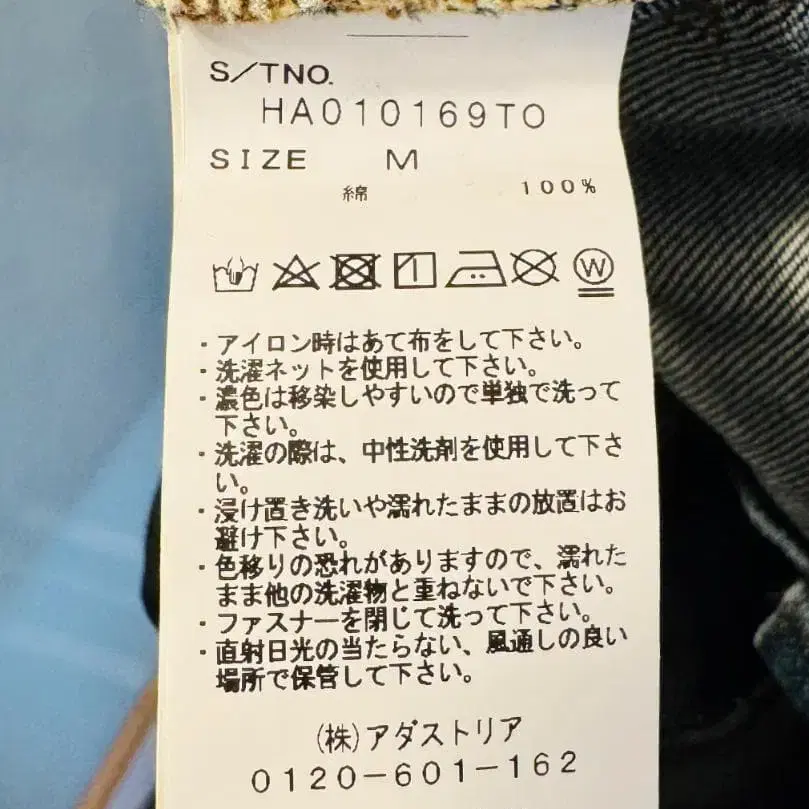 S/TNO.
HA010169TO
SIZE M
綿 100%
W
・アイロン時はあて布をして下さい。
・洗濯ネットを使用して下さい。
・濃色は移染しやすいので単独で洗って
下さい。
・洗濯の際は、中性洗剤を使用して下さ
い。
・浸け置き洗いや濡れたままの放置はお
避け下さい。
・色移りの恐れがありますので、濡れた
まま他の洗濯物と重ねないで下さい。
・ファスナーを閉じて洗って下さい。
・直射日光の当たらない、風通しの良い
場所で保管して下さい。
(株)アダストリア
0120-601-162